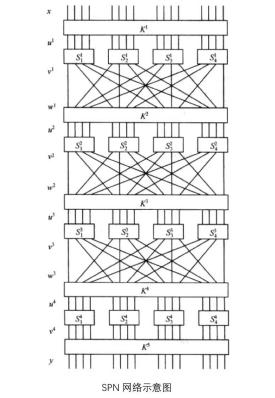 x
K¹
u¹
S₁¹ S₂¹ S₃¹ S₄¹
v¹
w¹
K²
u²
S₁² S₂² S₃² S₄²
v²
w²
K³
u³
S₁³ S₂³ S₃³ S₄³
v³
w³
K⁴
u⁴
S₁⁴ S₂⁴ S₃⁴ S₄⁴
v⁴
K⁵
y
SPN 网络示意图